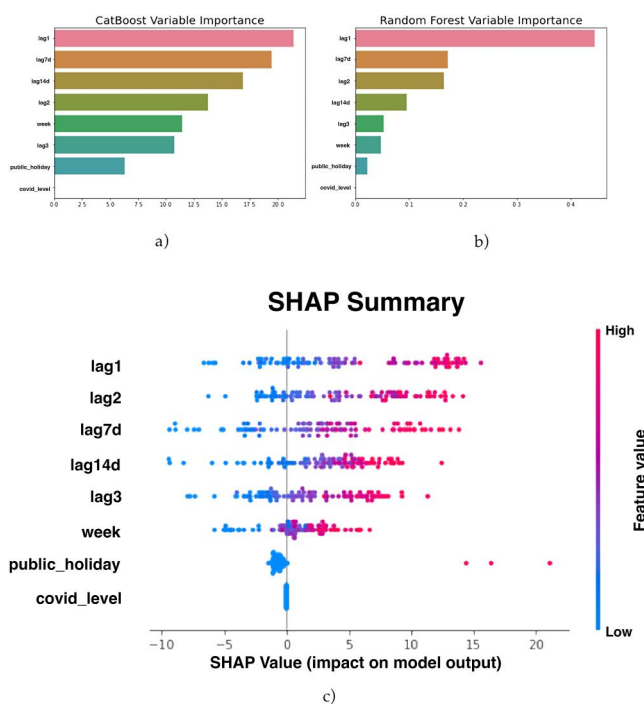 CatBoost Variable Importance
lag1
lag7d
lag14d
lag2
week
lag3
public_holiday
covid_level
0 2 5 5 0 7 5 10 0 12 5 15 0 17 5 20 0
a)
Random Forest Variable Importance
lag1
lag7d
lag2
lag14d
lag3
week
public_holiday
covid_level
0 0 0 1 0 2 0 3 0 4
b)
SHAP Summary
lag1
lag2
lag7d
lag14d
lag3
week
public_holiday
covid_level
−10 −5 0 5 10 15 20
SHAP Value (impact on model output)
High
Feature value
Low
c)